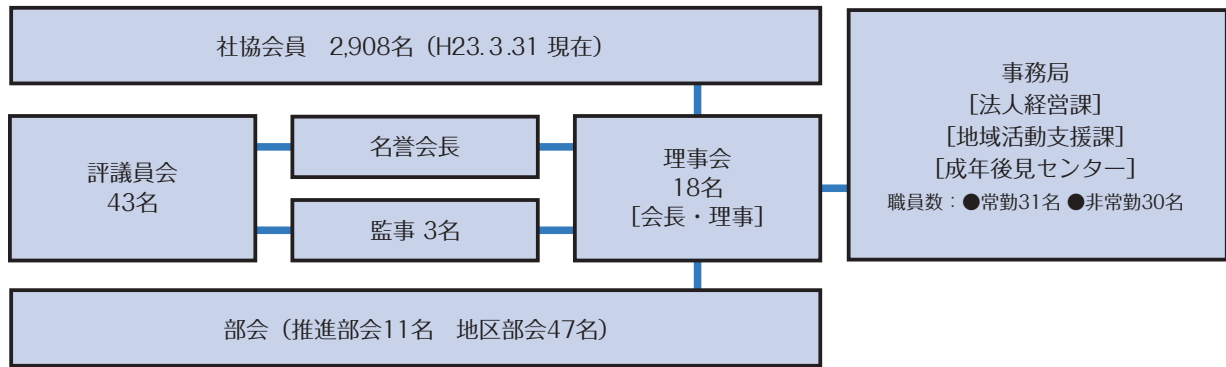 社協会員　2,908名（H23.3.31 現在）
評議員会
43名
名誉会長
監事 3名
理事会
18名
［会長・理事］
事務局
［法人経営課］
［地域活動支援課］
［成年後見センター］
職員数：●常勤31名 ●非常勤30名
部会（推進部会11名　地区部会47名）